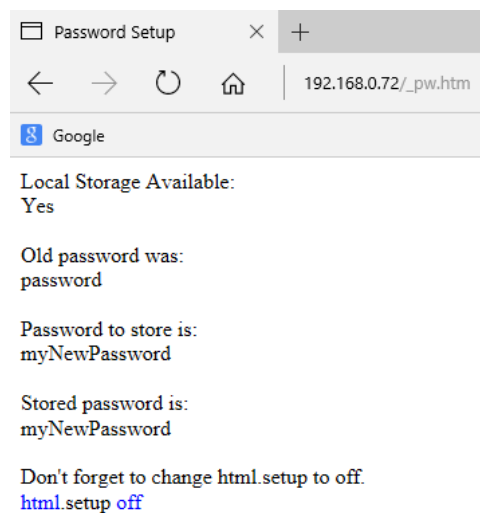 Password Setup
192.168.0.72/_pw.htm
8 Google
Local Storage Available:
Yes
Old password was:
password
Password to store is:
myNewPassword
Stored password is:
myNewPassword
Don't forget to change html.setup to off.
html.setup off